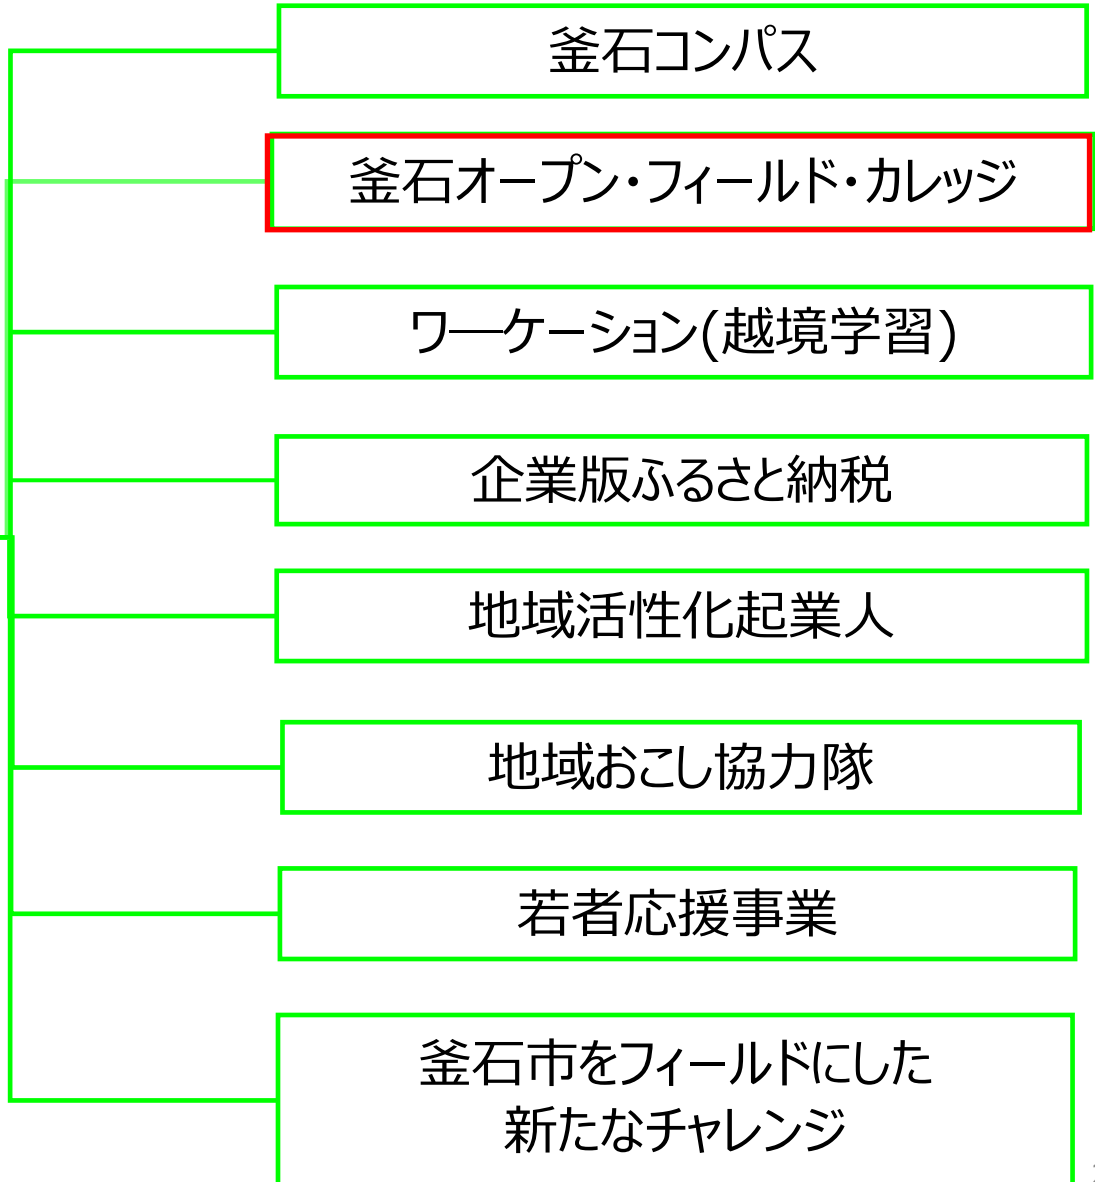 釜石コンパス
釜石オープン・フィールド・カレッジ
ワ―ケーション(越境学習)
企業版ふるさと納税
地域活性化起業人
地域おこし協力隊
若者応援事業
釜石市をフィールドにした
新たなチャレンジ